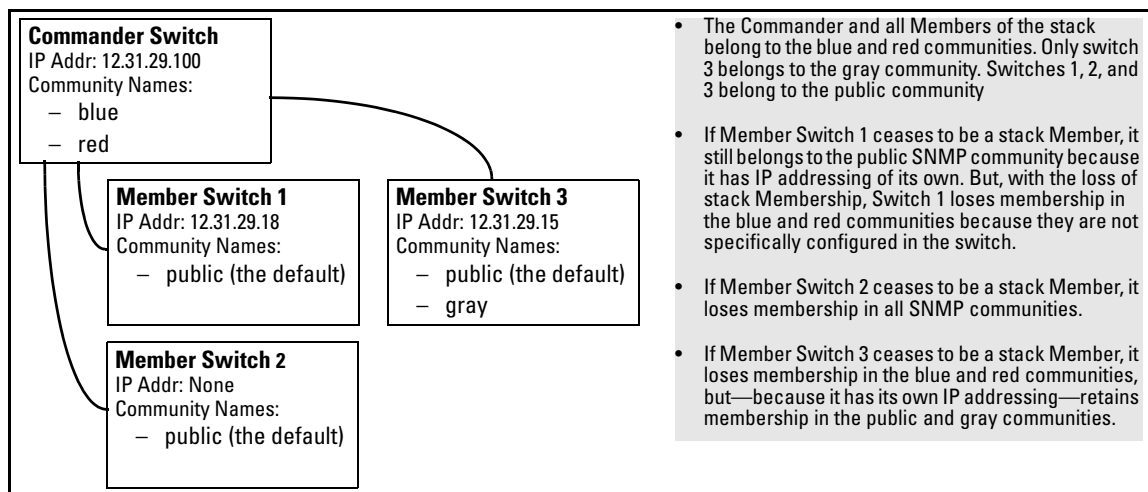 Commander Switch
IP Addr: 12.31.29.100
Community Names:
– blue
– red
Member Switch 1
IP Addr: 12.31.29.18
Community Names:
– public (the default)
Member Switch 3
IP Addr: 12.31.29.15
Community Names:
– public (the default)
– gray
Member Switch 2
IP Addr: None
Community Names:
– public (the default)
• The Commander and all Members of the stack
belong to the blue and red communities. Only switch
3 belongs to the gray community. Switches 1, 2, and
3 belong to the public community
• If Member Switch 1 ceases to be a stack Member, it
still belongs to the public SNMP community because
it has IP addressing of its own. But, with the loss of
stack Membership, Switch 1 loses membership in
the blue and red communities because they are not
specifically configured in the switch.
• If Member Switch 2 ceases to be a stack Member, it
loses membership in all SNMP communities.
• If Member Switch 3 ceases to be a stack Member, it
loses membership in the blue and red communities,
but—because it has its own IP addressing—retains
membership in the public and gray communities.